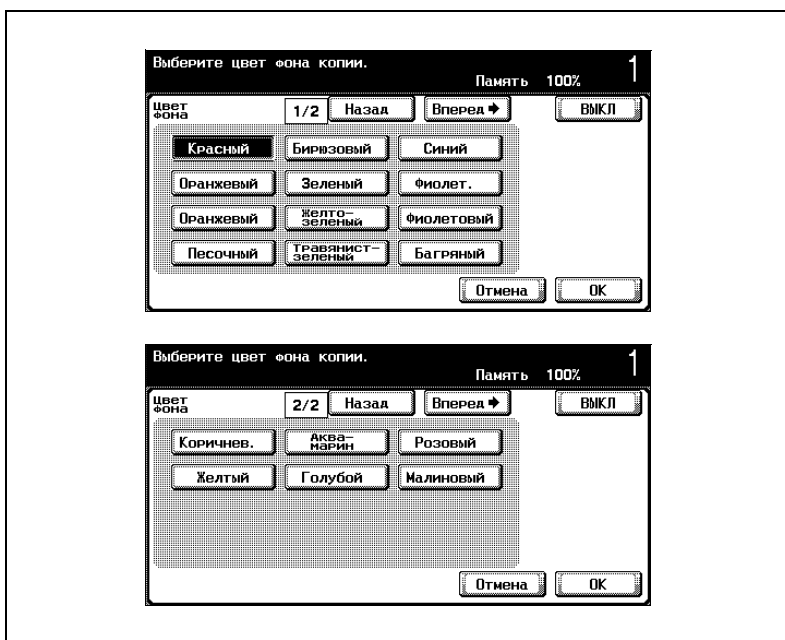 Выберите цвет фона копии.
Память 100% 1
Цвет фона 1/2 Назад Вперед ВЫКЛ
Красный Бирюзовый Синий
Оранжевый Зеленый Фиолет.
Оранжевый Желто-зеленый Фиолетовый
Песочный Травянист-зеленый Багряный
Отмена OK
Выберите цвет фона копии.
Память 100% 1
Цвет фона 2/2 Назад Вперед ВЫКЛ
Коричнев. Аква-марин Розовый
Желтый Голубой Малиновый
Отмена OK